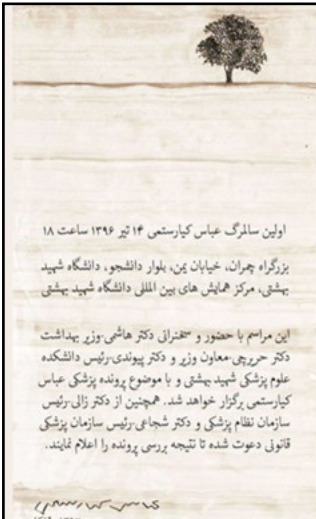 اولین سالمرگ عباس کیارستمی ۱۴ تیر ۱۳۹۶ ساعت ۱۸
بزرگراه چمران، خیابان یمن، بلوار دانشجو، دانشگاه شهید
بهشتی، مرکز همایش های بین المللی دانشگاه شهید بهشتی
این مراسم با حضور و سخنرانی دکتر هاشمی-وزیر بهداشت
دکتر حریرچی-معاون وزیر و دکتر پیوندی-رئیس دانشکده
علوم پزشکی شهید بهشتی و با موضوع پرونده پزشکی عباس
کیارستمی برگزار خواهد شد. همچنین از دکتر زالی-رئیس
سازمان نظام پزشکی و دکتر شجاعی-رئیس سازمان پزشکی
قانونی دعوت شده تا نتیجه بررسی پرونده را اعلام نمایند.
عباس کیارستمی